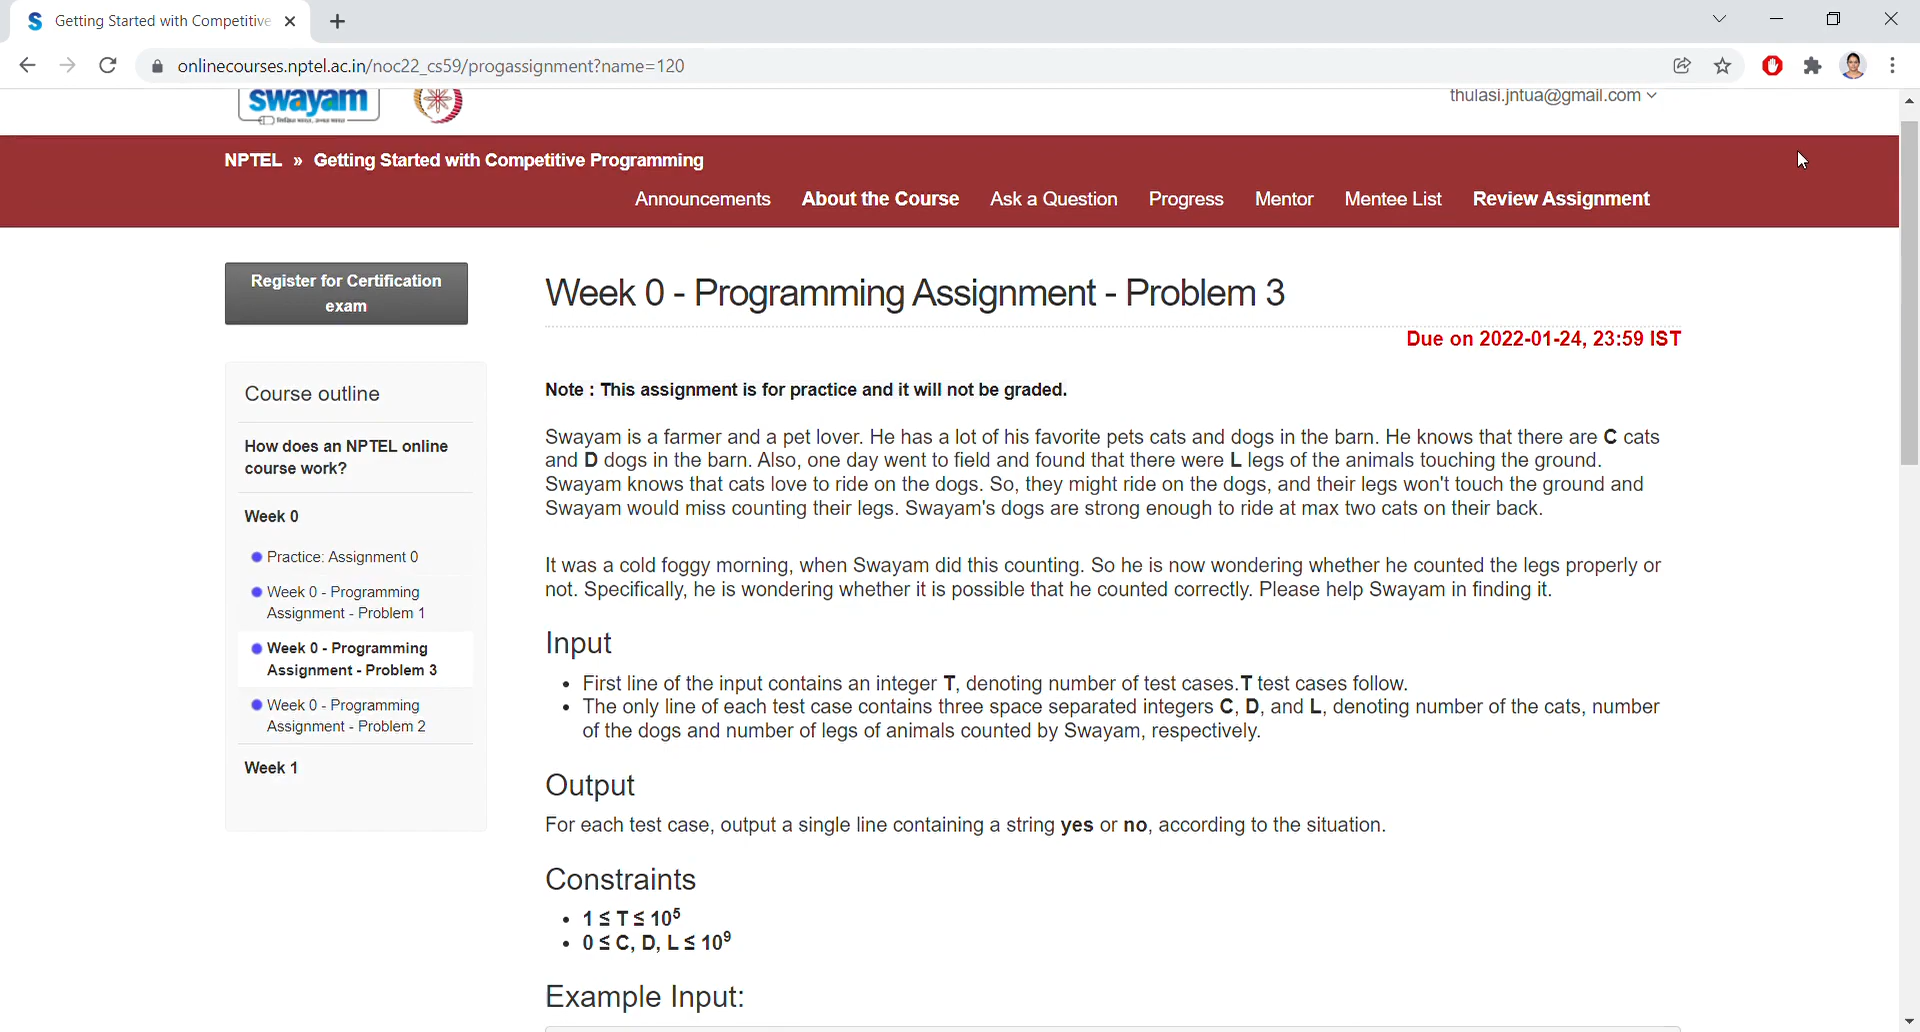 Getting Started with Competitive
onlinecourses.nptel.ac.in/noc22_cs59/progassignment?name=120
swayam
thulasi.jntua@gmail.com
NPTEL » Getting Started with Competitive Programming
Announcements About the Course Ask a Question Progress Mentor Mentee List Review Assignment
Register for Certification
exam
Course outline
How does an NPTEL online
course work?
Week 0
Practice: Assignment 0
Week 0 - Programming
Assignment - Problem 1
Week 0 - Programming
Assignment - Problem 3
Week 0 - Programming
Assignment - Problem 2
Week 1
Week 0 - Programming Assignment - Problem 3
Due on 2022-01-24, 23:59 IST
Note : This assignment is for practice and it will not be graded.
Swayam is a farmer and a pet lover. He has a lot of his favorite pets cats and dogs in the barn. He knows that there are C cats
and D dogs in the barn. Also, one day went to field and found that there were L legs of the animals touching the ground.
Swayam knows that cats love to ride on the dogs. So, they might ride on the dogs, and their legs won't touch the ground and
Swayam would miss counting their legs. Swayam's dogs are strong enough to ride at max two cats on their back.
It was a cold foggy morning, when Swayam did this counting. So he is now wondering whether he counted the legs properly or
not. Specifically, he is wondering whether it is possible that he counted correctly. Please help Swayam in finding it.
Input
• First line of the input contains an integer T, denoting number of test cases.T test cases follow.
• The only line of each test case contains three space separated integers C, D, and L, denoting number of the cats, number
of the dogs and number of legs of animals counted by Swayam, respectively.
Output
For each test case, output a single line containing a string yes or no, according to the situation.
Constraints
• 1 ≤ T ≤ 10⁵
• 0 ≤ C, D, L ≤ 10⁹
Example Input: